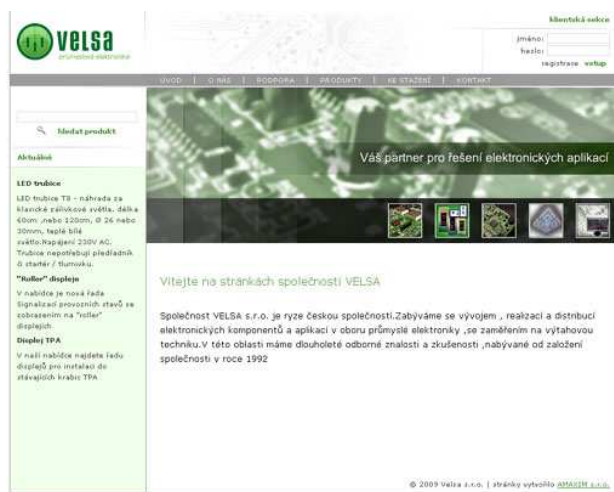 klientská sekce
VELSA
průmyslová elektronika
jméno:
heslo:
registrace vstup
ÚVOD | O NÁS | PODPORA | PRODUKTY | KE STAŽENÍ | KONTAKT
hledat produkt
Aktuálně
Váš partner pro řešení elektronických aplikací
LED trubice
LED trubice T8 - náhrada za
klasické zářivkové světla, délka
60cm ,nebo 120cm, Ø 26 nebo
30mm, teplé bílé
světlo.Napájení 230V AC.
Trubice nepotřebují předřadník
& startér / tlumivku.
"Roller" displeje
V nabídce je nová řada
Signalizací provozních stavů se
zobrazením na "roller"
displejích.
Displej TPA
V naší nabídce najdete řadu
displejů pro instalaci do
stávajících krabic TPA
Vítejte na stránkách společnosti VELSA
Společnost VELSA s.r.o. je ryze českou společností.Zabýváme se vývojem , realizací a distribucí
elektronických komponentů a aplikací v oboru průmyslé elektroniky ,se zaměřením na výtahovou
techniku.V této oblasti máme dlouholeté odborné znalosti a zkušenosti ,nabývané od založení
společnosti v roce 1992
© 2009 Velsa s.r.o. | stránky vytvořilo AMAXIM s.r.o.